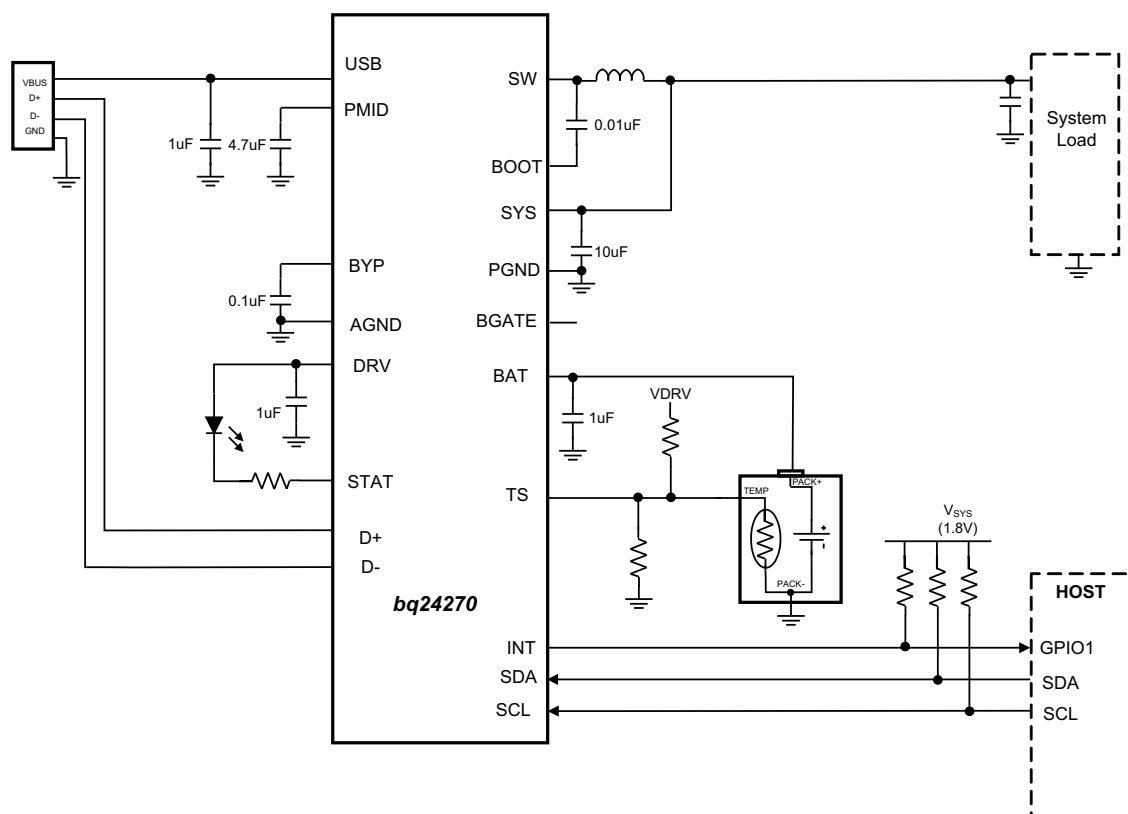 VBUS
D+
D-
GND
1uF
4.7uF
USB
PMID
BYP
0.1uF
AGND
DRV
1uF
STAT
D+
D-
bq24270
SW
0.01uF
BOOT
SYS
10uF
PGND
BGATE
BAT
1uF
VDRV
TS
TEMP
PACK+
+
-
PACK-
INT
SDA
SCL
System
Load
VSYS
(1.8V)
HOST
GPIO1
SDA
SCL